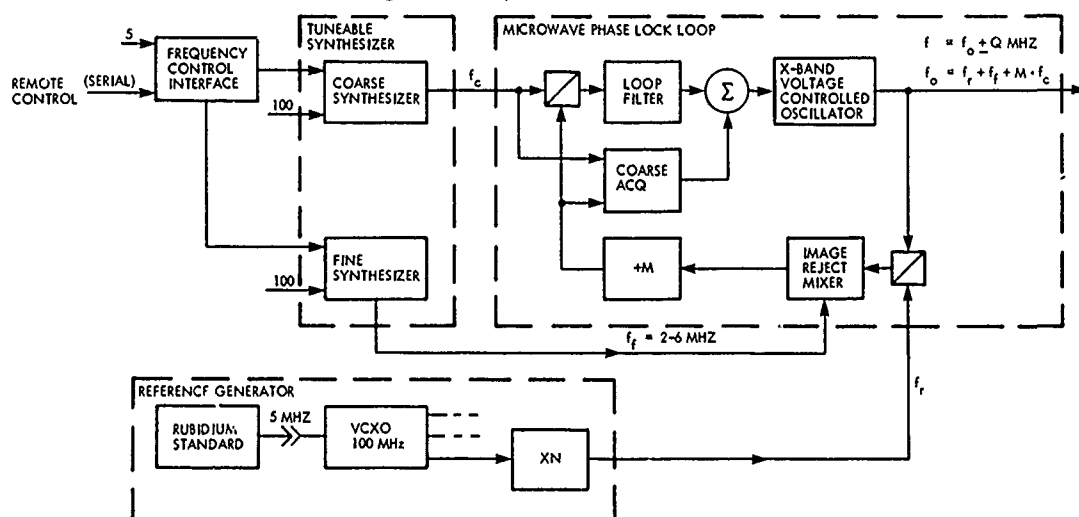 TUNEABLE
SYNTHESIZER
MICROWAVE PHASE LOCK LOOP
5
FREQUENCY
CONTROL
INTERFACE
REMOTE
CONTROL
(SERIAL)
COARSE
SYNTHESIZER
100
f_c
LOOP
FILTER
Σ
X-BAND
VOLTAGE
CONTROLLED
OSCILLATOR
f = f_o ± Q MHZ
f_o = f_r + f_f + M · f_c
COARSE
ACQ
FINE
SYNTHESIZER
100
÷M
IMAGE
REJECT
MIXER
f_f = 2-6 MHZ
f_r
REFERENCF GENERATOR
RUBIDIUM
STANDARD
5 MHZ
VCXO
100 MHz
XN